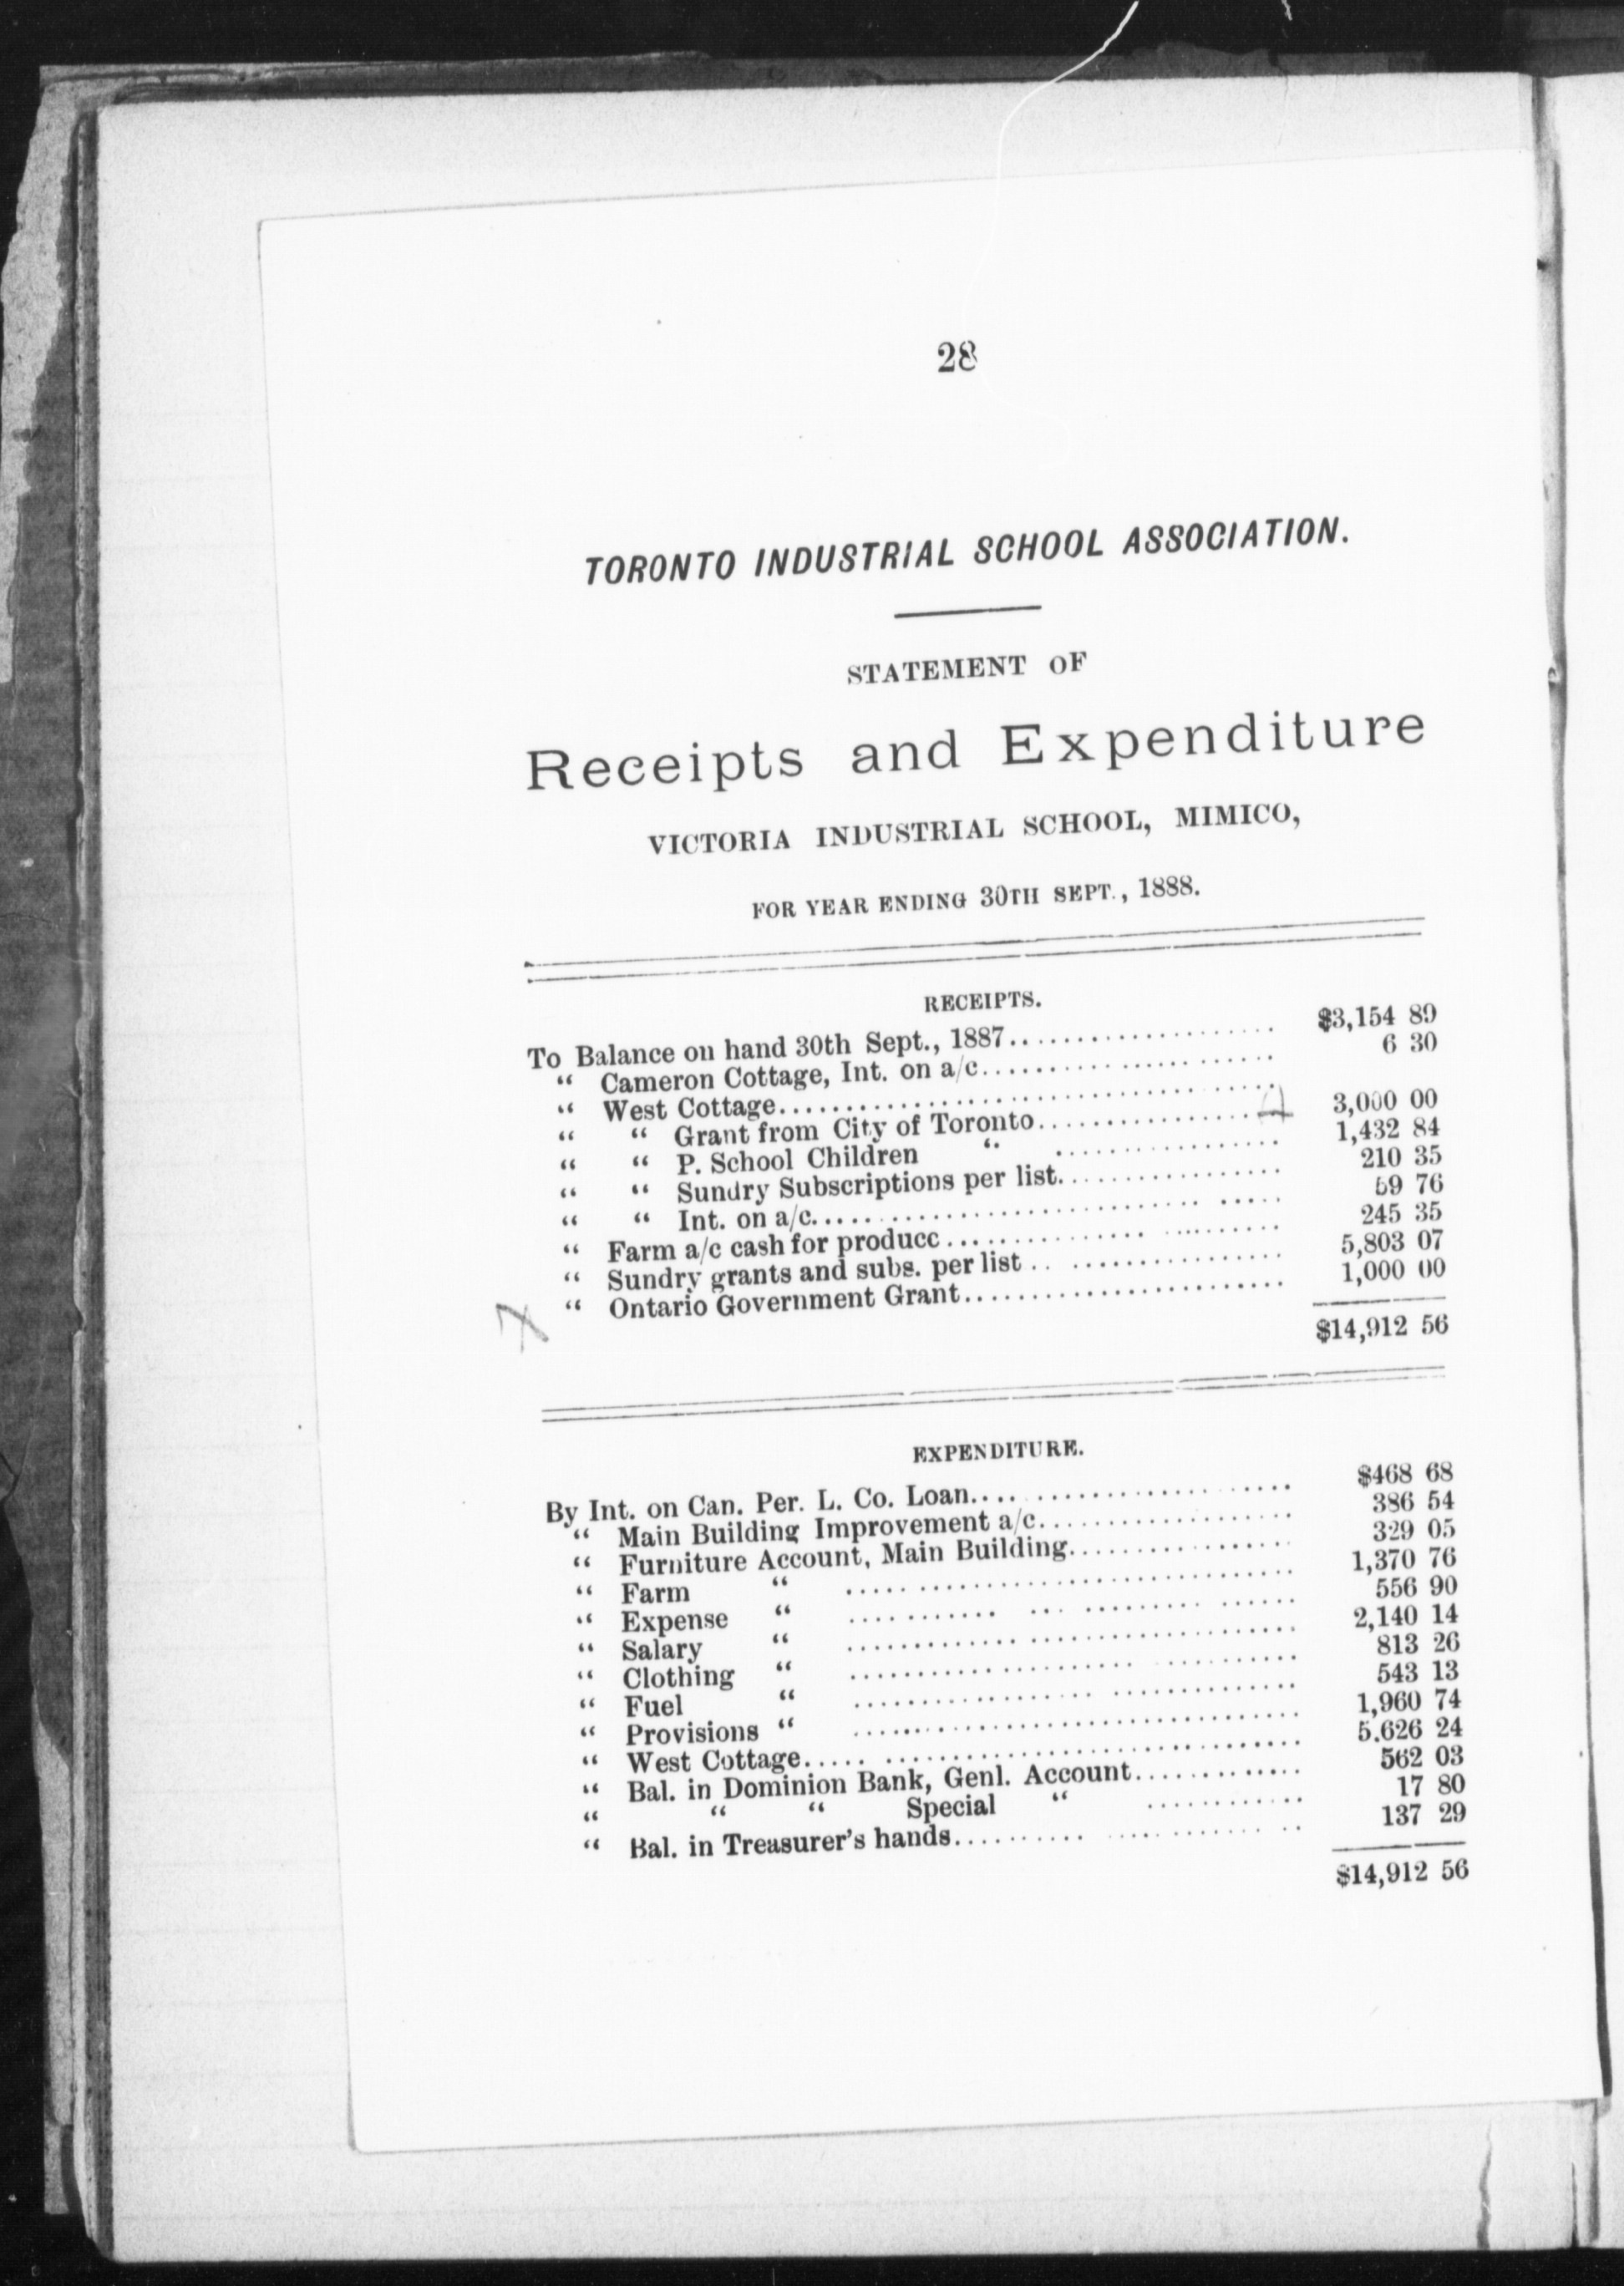 28
TORONTO INDUSTRIAL SCHOOL ASSOCIATION.
STATEMENT OF
Receipts and Expenditure
VICTORIA INDUSTRIAL SCHOOL, MIMICO,
FOR YEAR ENDING 30TH SEPT., 1888.
RECEIPTS.
To Balance on hand 30th Sept., 1887.................... $3,154 89
“ Cameron Cottage, Int. on a/c.................... 6 30
“ West Cottage....................
“ “ Grant from City of Toronto.................... 3,000 00
“ “ P. School Children “ .................... 1,432 84
“ “ Sundry Subscriptions per list.................... 210 35
“ “ Int. on a/c.................... 59 76
“ Farm a/c cash for produce.................... 245 35
“ Sundry grants and subs. per list.................... 5,803 07
“ Ontario Government Grant.................... 1,000 00
$14,912 56
EXPENDITURE.
By Int. on Can. Per. L. Co. Loan.................... $468 68
“ Main Building Improvement a/c.................... 386 54
“ Furniture Account, Main Building.................... 329 05
“ Farm “ .................... 1,370 76
“ Expense “ .................... 556 90
“ Salary “ .................... 2,140 14
“ Clothing “ .................... 813 26
“ Fuel “ .................... 543 13
“ Provisions “ .................... 1,960 74
“ West Cottage.................... 5.626 24
“ Bal. in Dominion Bank, Genl. Account............. 562 03
“ “ “ Special “ ............ 17 80
“ Bal. in Treasurer's hands.................... 137 29
$14,912 56